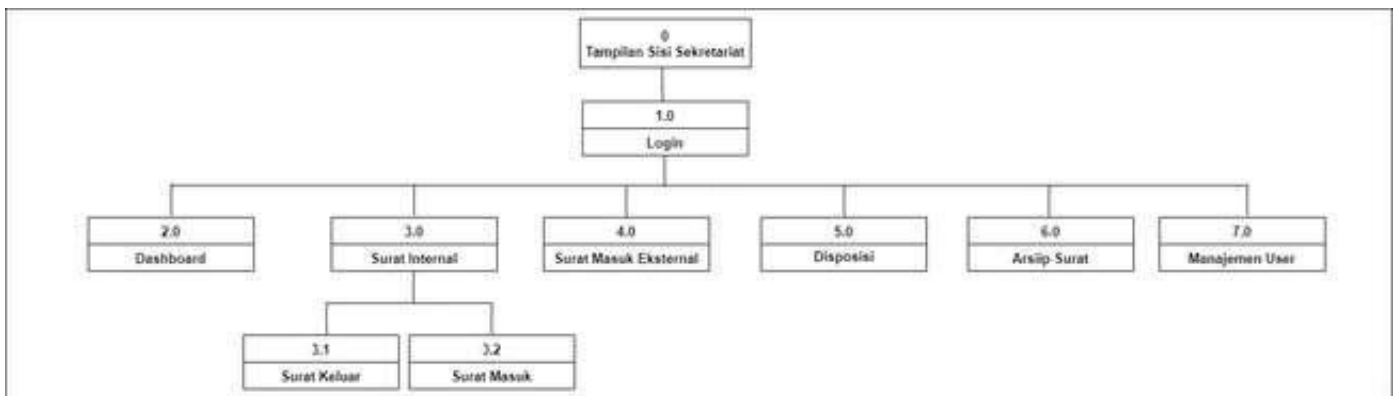 0
Tampilan Sisi Sekretariat
1.0
Login
2.0
Dashboard
3.0
Surat Internal
4.0
Surat Masuk Eksternal
5.0
Disposisi
6.0
Arsiip Surat
7.0
Manajemen User
3.1
Surat Keluar
3.2
Surat Masuk